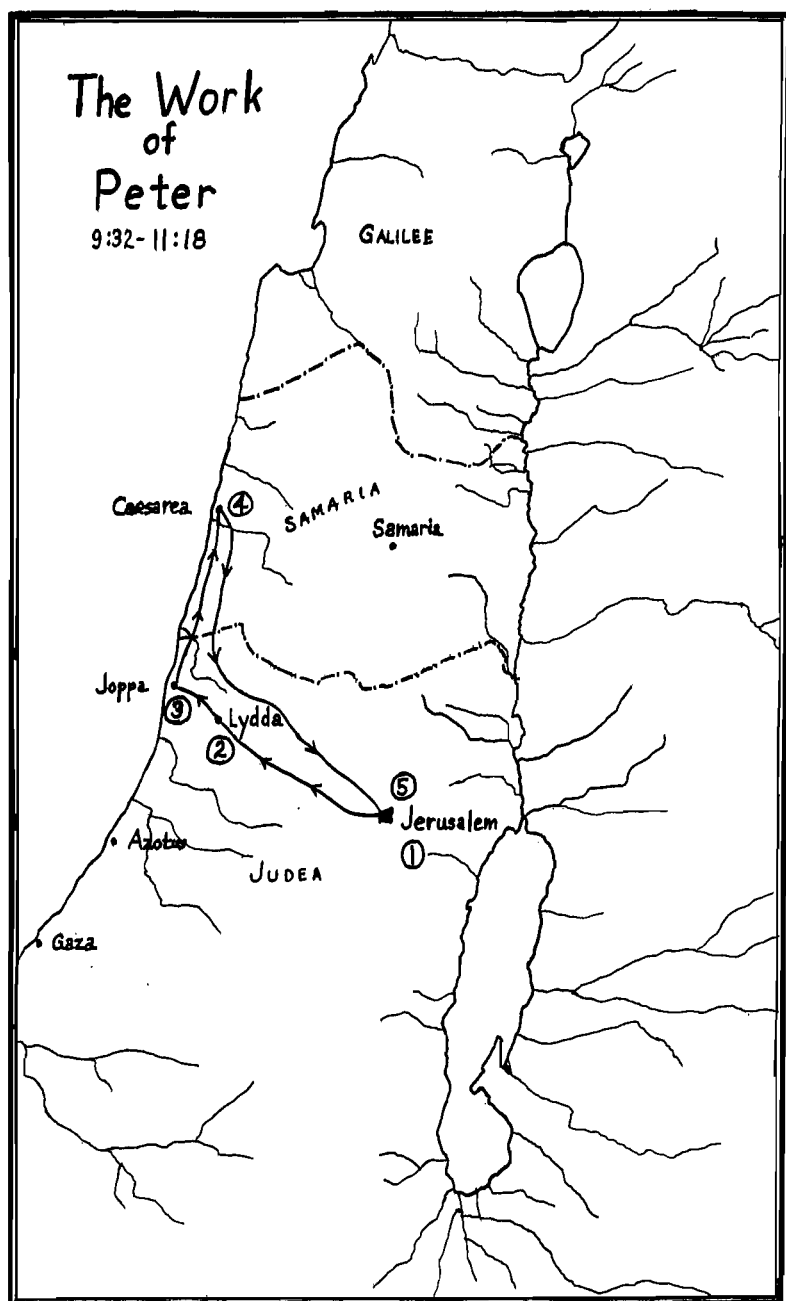 The Work
of
Peter
9:32-11:18
GALILEE
Caesarea
④
SAMARIA
Samaria
Joppa
③
Lydda
②
⑤
Jerusalem
①
Azotus
JUDEA
Gaza